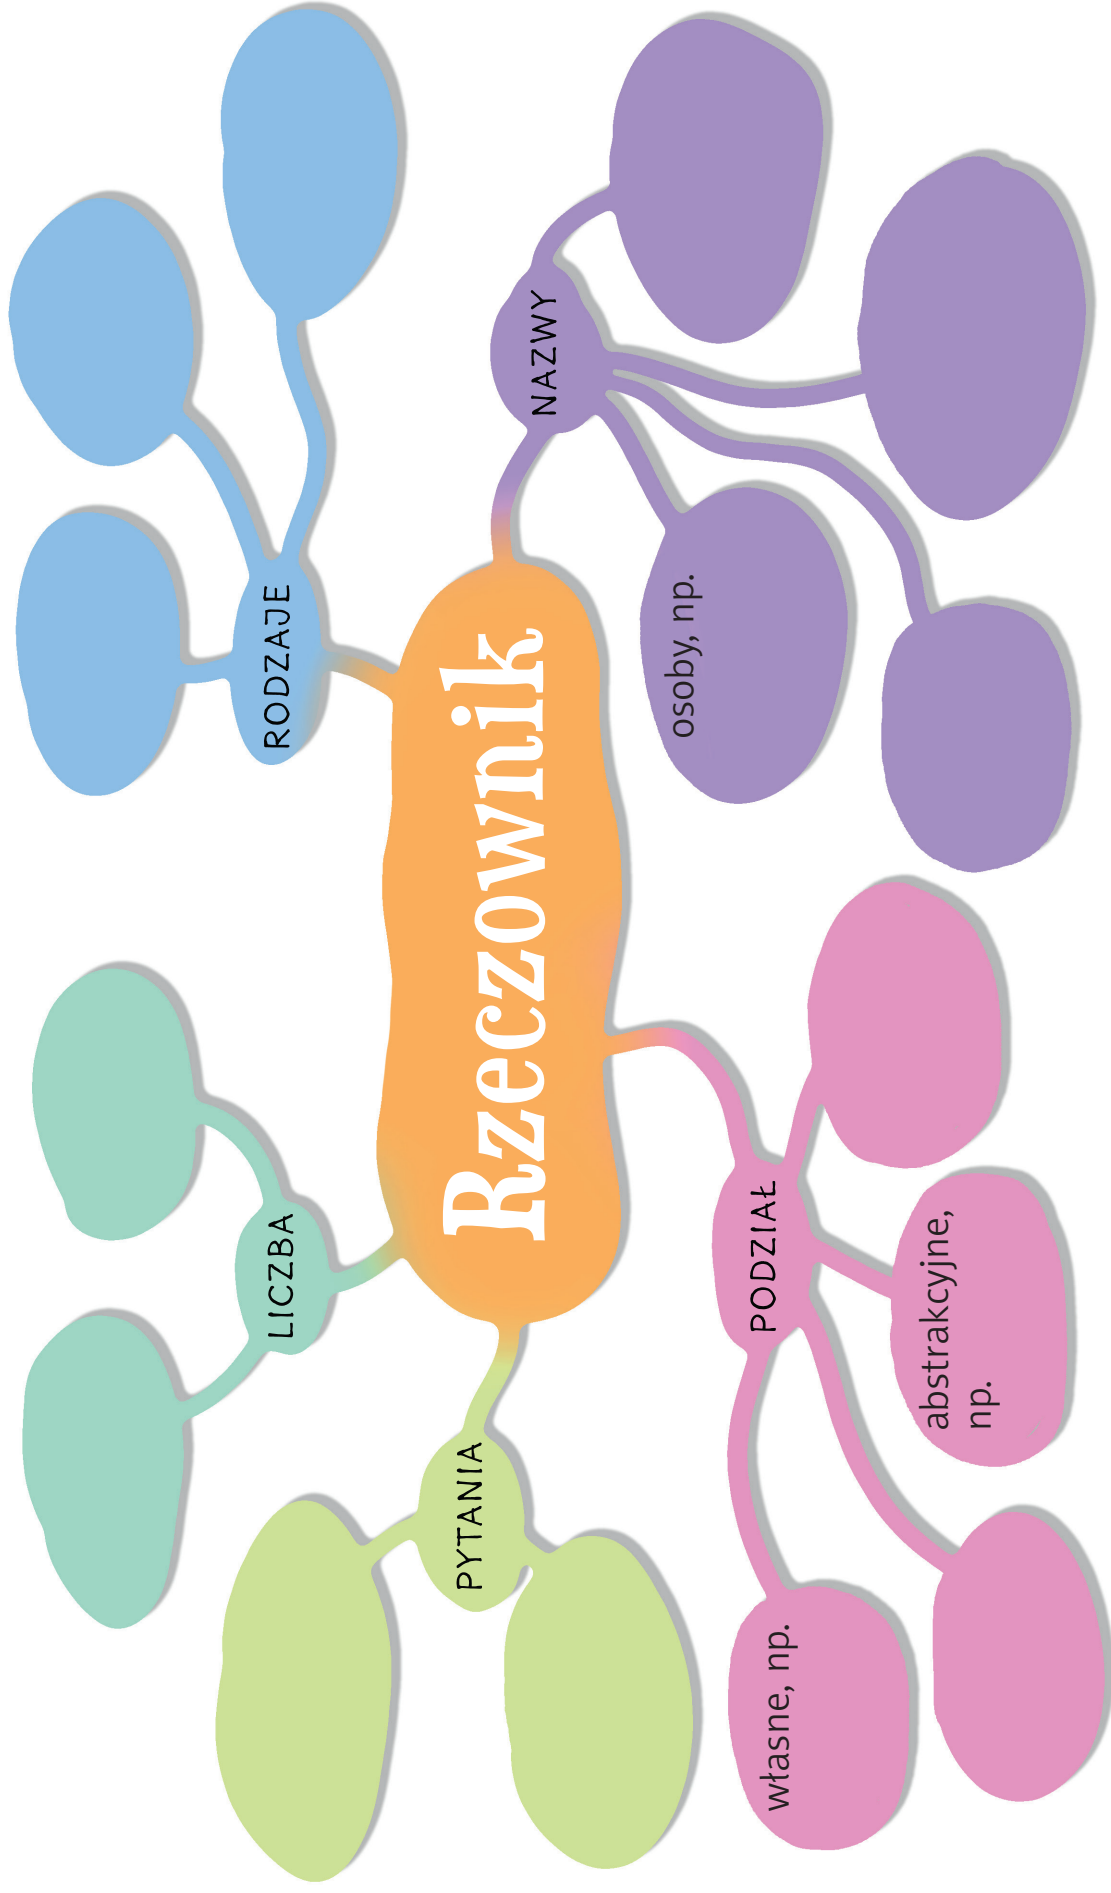 Rzeczownik
PYTANIA
LICZBA
RODZAJE
NAZWY
osoby, np.
PODZIAŁ
własne, np.
abstrakcyjne,
np.